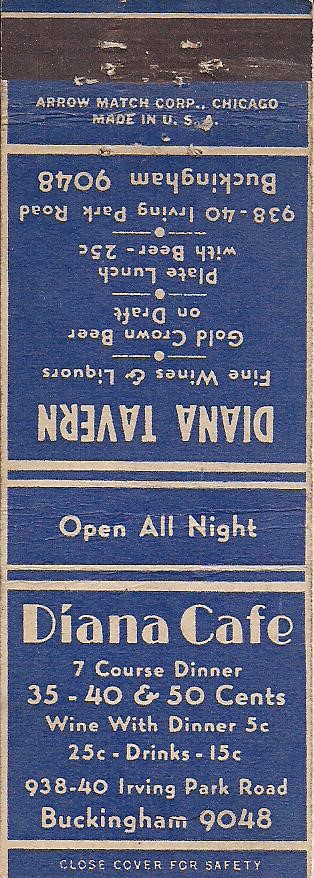 ARROW MATCH CORP., CHICAGO
MADE IN U. S. A.
DIANA TAVERN
Fine Wines & Liquors
Gold Crown Beer
on Draft
Plate Lunch
with Beer - 25c
938-40 Irving Park Road
Buckingham 9048
Open All Night
Diana Cafe
7 Course Dinner
35 - 40 & 50 Cents
Wine With Dinner 5c
25c - Drinks - 15c
938-40 Irving Park Road
Buckingham 9048
CLOSE COVER FOR SAFETY